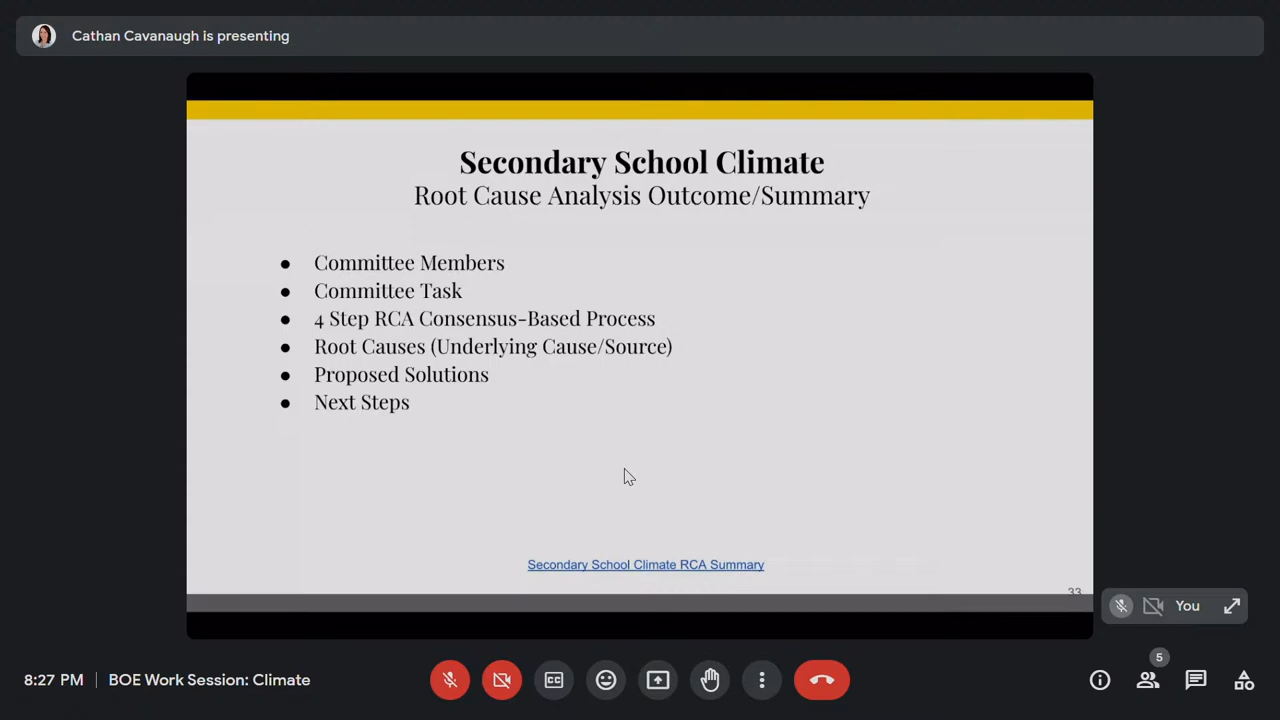 Cathan Cavanaugh is presenting
Secondary School Climate
Root Cause Analysis Outcome/Summary
● Committee Members
● Committee Task
● 4 Step RCA Consensus-Based Process
● Root Causes (Underlying Cause/Source)
● Proposed Solutions
● Next Steps
Secondary School Climate RCA Summary
33
You
5
8:27 PM | BOE Work Session: Climate
CC